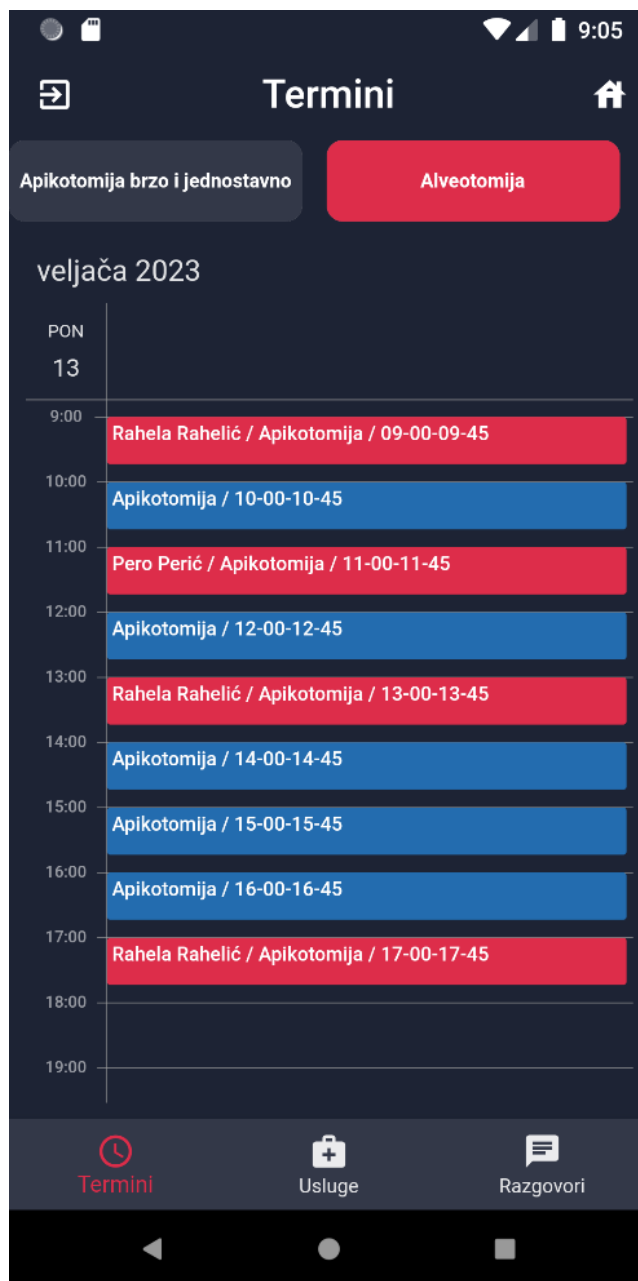 9:05
Termini
Apikotomija brzo i jednostavno
Alveotomija
veljača 2023
PON
13
9:00
Rahela Rahelić / Apikotomija / 09-00-09-45
10:00
Apikotomija / 10-00-10-45
11:00
Pero Perić / Apikotomija / 11-00-11-45
12:00
Apikotomija / 12-00-12-45
13:00
Rahela Rahelić / Apikotomija / 13-00-13-45
14:00
Apikotomija / 14-00-14-45
15:00
Apikotomija / 15-00-15-45
16:00
Apikotomija / 16-00-16-45
17:00
Rahela Rahelić / Apikotomija / 17-00-17-45
18:00
19:00
Termini
Usluge
Razgovori